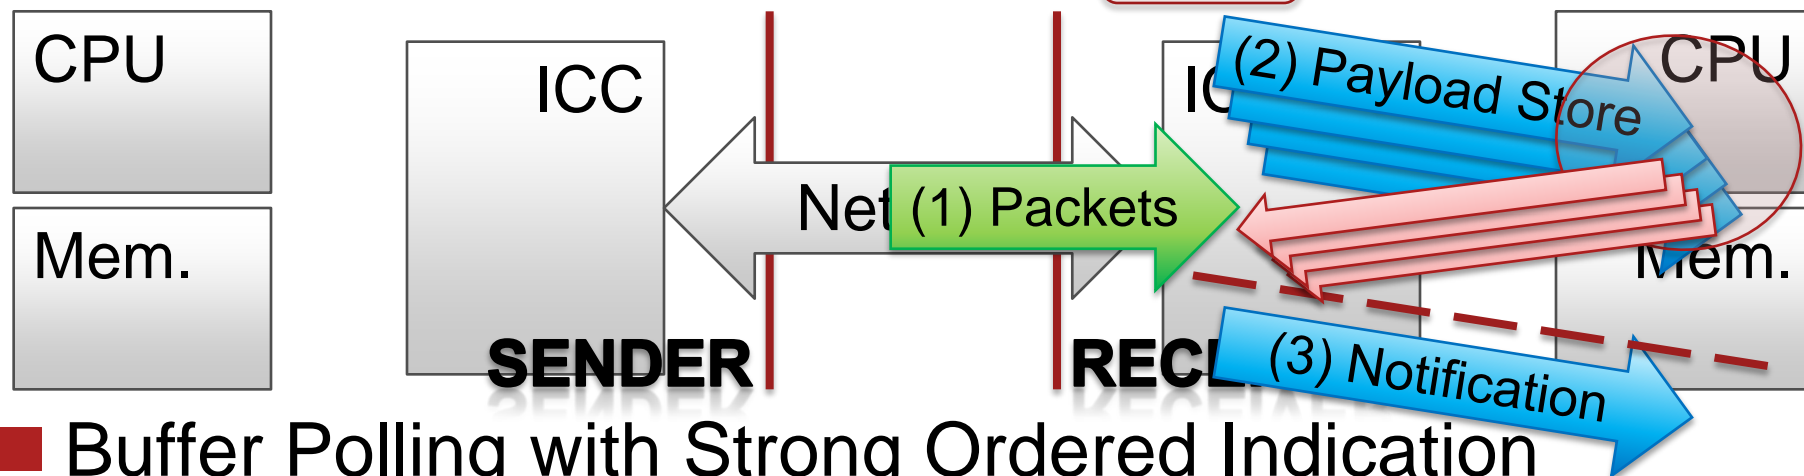 CPU
Mem.
ICC
SENDER
Net
(1) Packets
(2) Payload Store
CPU
Mem.
(3) Notification
Buffer Polling with Strong Ordered Indication